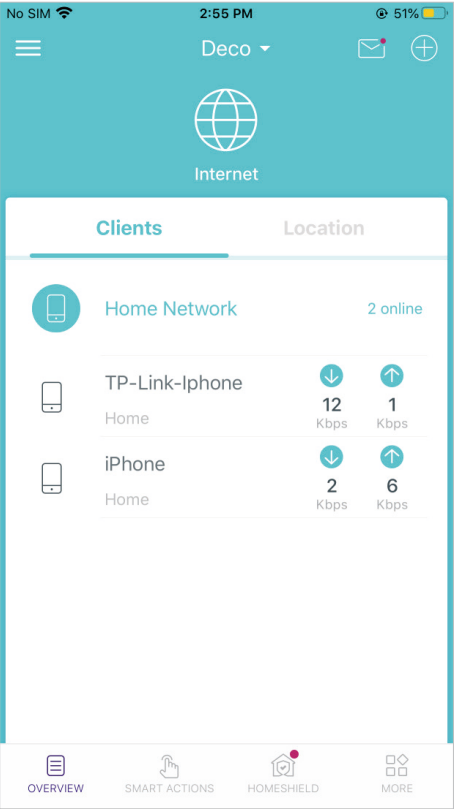 No SIM 2:55 PM 51%
Deco
Internet
Clients Location
Home Network 2 online
TP-Link-Iphone
Home
12 1
Kbps Kbps
iPhone
Home
2 6
Kbps Kbps
OVERVIEW SMART ACTIONS HOMESHIELD MORE